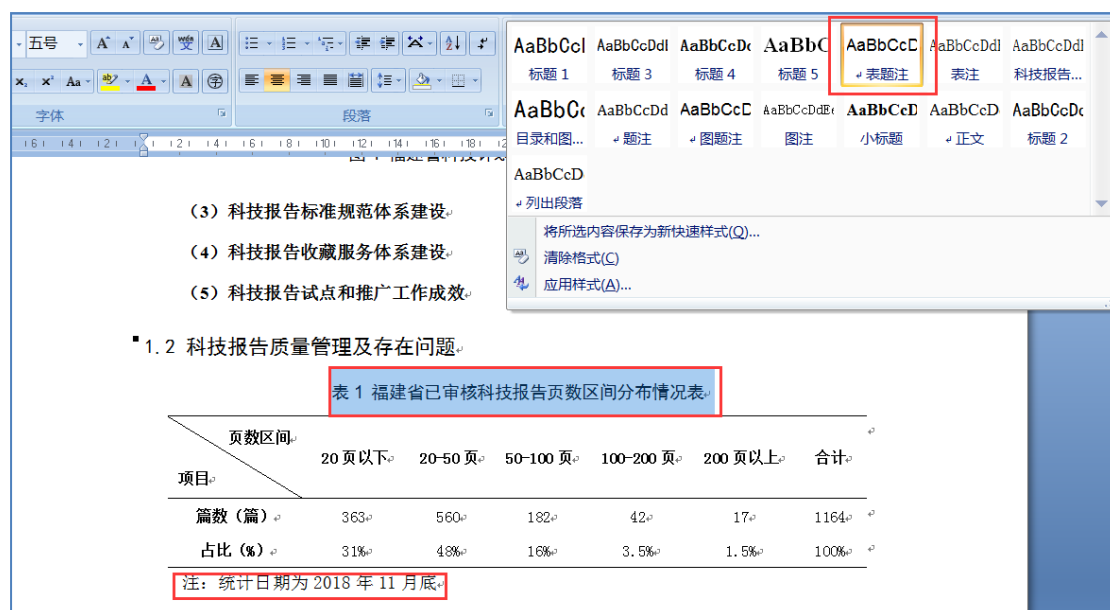 五号
AaBbCcl AaBbCcDdl AaBbCcDc AaBbC AaBbCcD AaBbCcDdl AaBbCcDdl
标题 1 标题 3 标题 4 标题 5 表题注 表注 科技报告...
字体 段落
AaBbCc AaBbCcDd AaBbCcD AaBbCcDdEe AaBbCcD AaBbCcD AaBbCcDc
目录和图... 题注 图题注 图注 小标题 正文 标题 2
AaBbCcD
列出段落
将所选内容保存为新快速样式(Q)...
清除格式(C)
应用样式(A)...
（3）科技报告标准规范体系建设
（4）科技报告收藏服务体系建设
（5）科技报告试点和推广工作成效
1.2 科技报告质量管理及存在问题
表 1 福建省已审核科技报告页数区间分布情况表
页数区间
项目
20 页以下 20-50 页 50-100 页 100-200 页 200 页以上 合计
篇数（篇） 363 560 182 42 17 1164
占比（%） 31% 48% 16% 3.5% 1.5% 100%
注：统计日期为 2018 年 11 月底